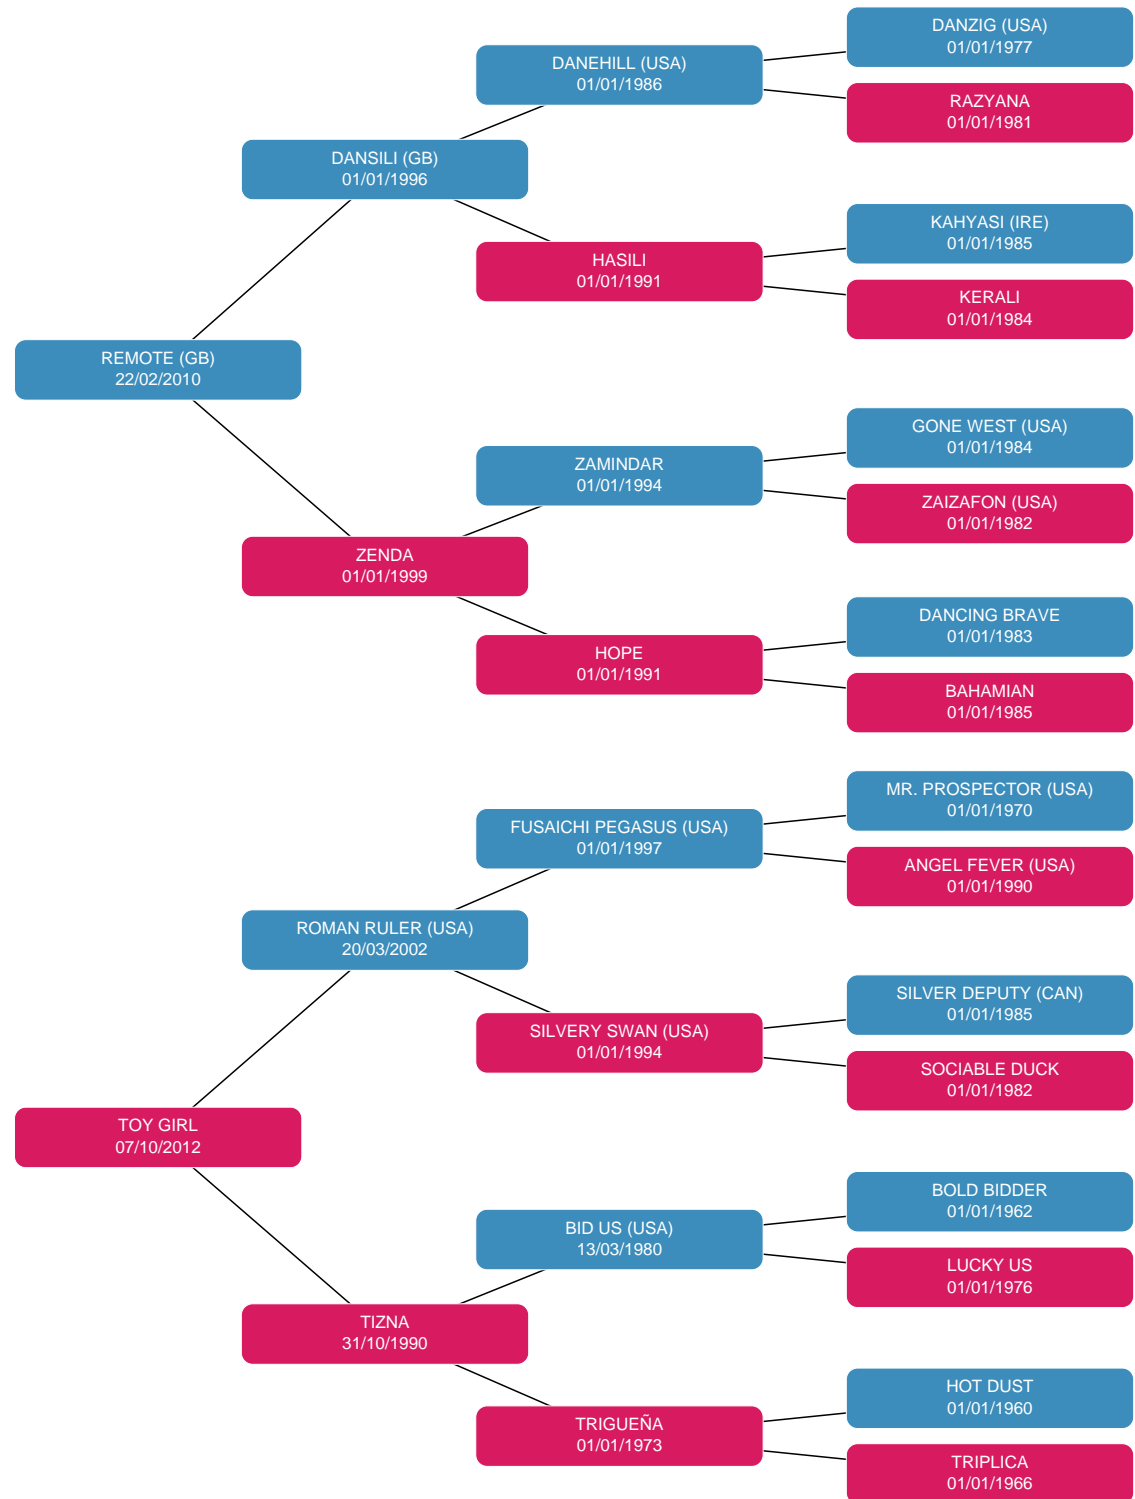 DANZIG (USA)
01/01/1977
DANEHILL (USA)
01/01/1986
RAZYANA
01/01/1981
DANSILI (GB)
01/01/1996
KAHYASI (IRE)
01/01/1985
HASILI
01/01/1991
KERALI
01/01/1984
REMOTE (GB)
22/02/2010
GONE WEST (USA)
01/01/1984
ZAMINDAR
01/01/1994
ZAIZAFON (USA)
01/01/1982
ZENDA
01/01/1999
DANCING BRAVE
01/01/1983
HOPE
01/01/1991
BAHAMIAN
01/01/1985
MR. PROSPECTOR (USA)
01/01/1970
FUSAICHI PEGASUS (USA)
01/01/1997
ANGEL FEVER (USA)
01/01/1990
ROMAN RULER (USA)
20/03/2002
SILVER DEPUTY (CAN)
01/01/1985
SILVERY SWAN (USA)
01/01/1994
SOCIABLE DUCK
01/01/1982
TOY GIRL
07/10/2012
BOLD BIDDER
01/01/1962
BID US (USA)
13/03/1980
LUCKY US
01/01/1976
TIZNA
31/10/1990
HOT DUST
01/01/1960
TRIGUEÑA
01/01/1973
TRIPLICA
01/01/1966